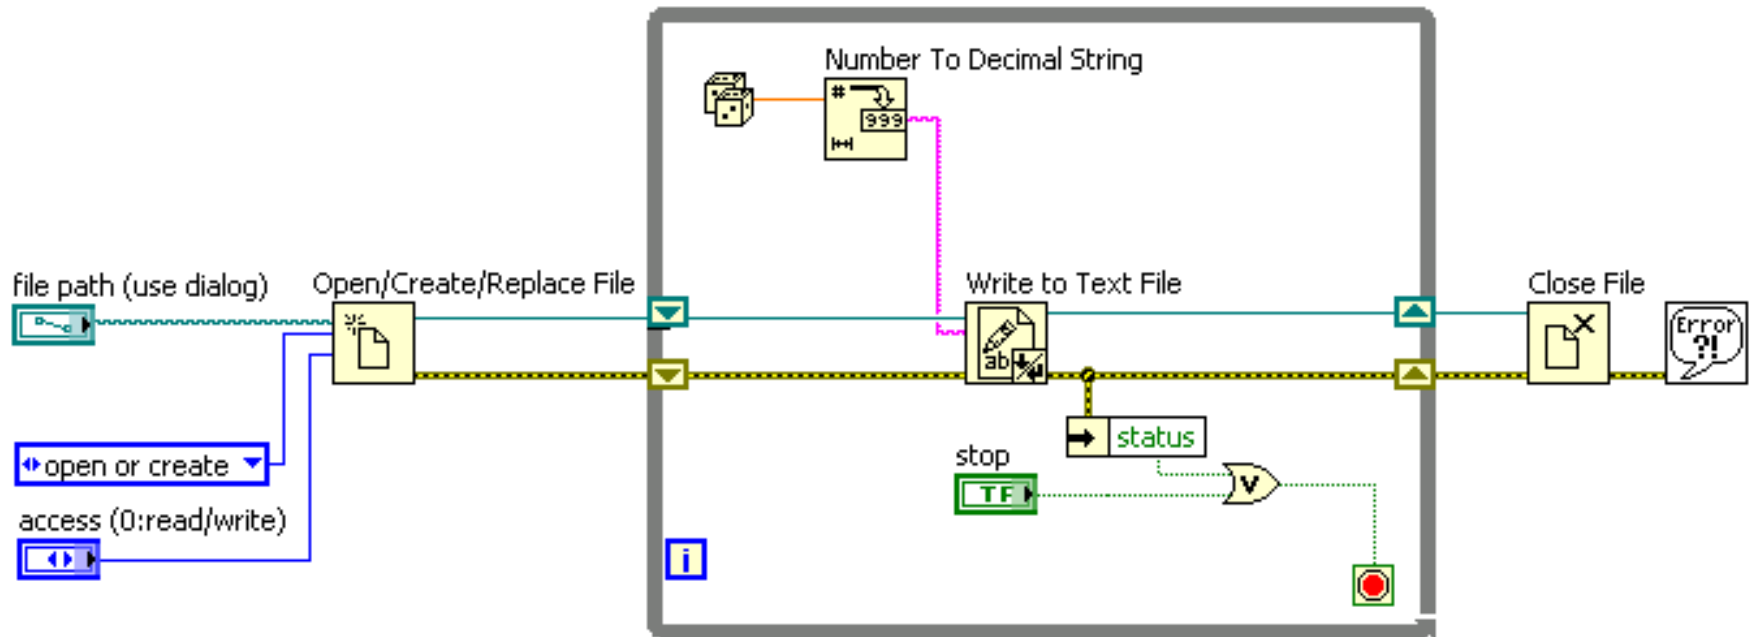 Number To Decimal String
#
999
file path (use dialog)
Open/Create/Replace File
Write to Text File
Close File
ab
Error
?!
open or create
status
stop
TF
V
access (0:read/write)
i